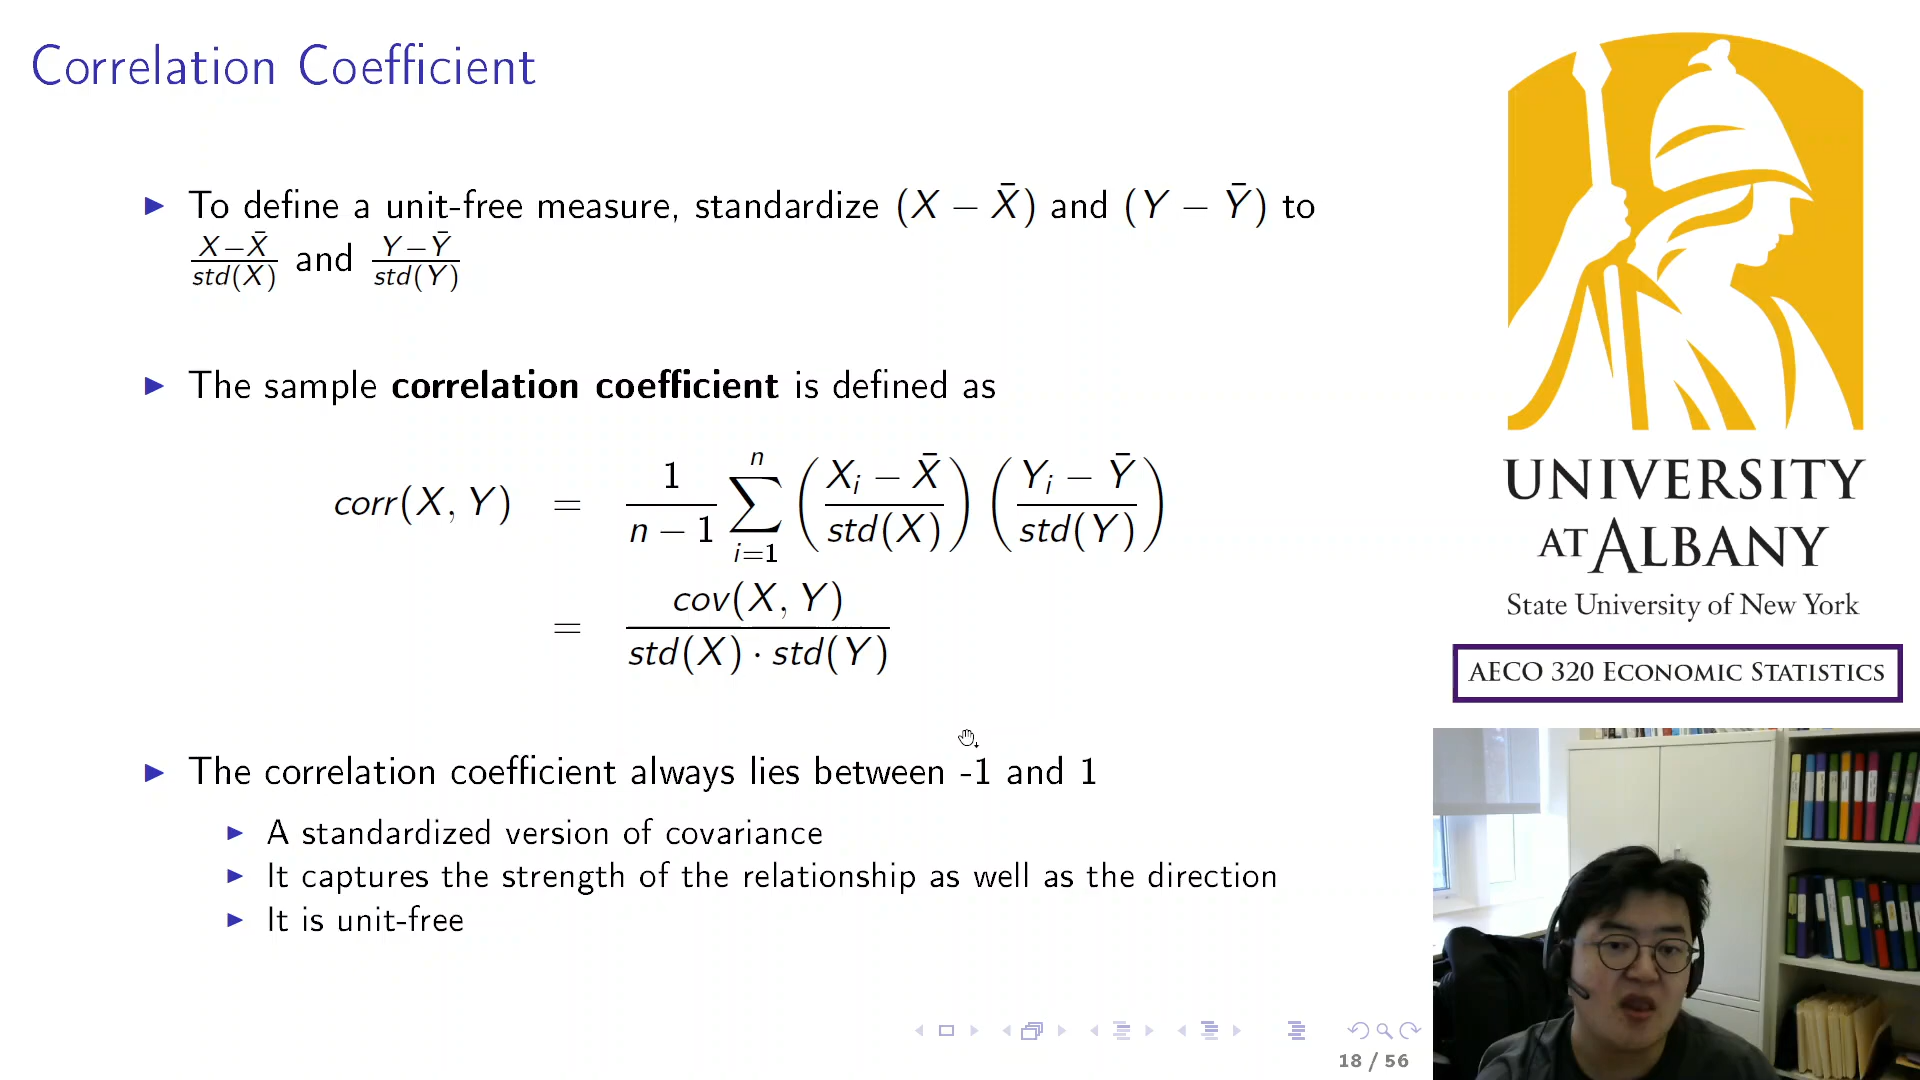 Correlation Coefficient
▶ To define a unit-free measure, standardize (X − X̄) and (Y − Ȳ) to
(X − X̄)/std(X) and (Y − Ȳ)/std(Y)
▶ The sample correlation coefficient is defined as
corr(X, Y) = 1/(n − 1) ∑_{i=1}^{n} ((X_i − X̄)/std(X)) ((Y_i − Ȳ)/std(Y))
= cov(X, Y)/(std(X) · std(Y))
▶ The correlation coefficient always lies between -1 and 1
▶ A standardized version of covariance
▶ It captures the strength of the relationship as well as the direction
▶ It is unit-free
18 / 56
UNIVERSITY
AT ALBANY
State University of New York
AECO 320 ECONOMIC STATISTICS